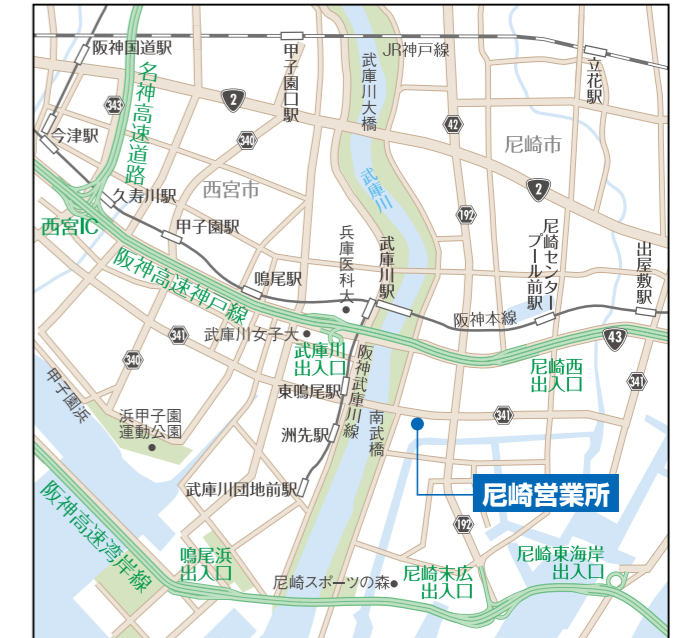 阪神国道駅
甲子園口駅
JR神戸線
立花駅
武庫川大橋
343
名神高速道路
2
340
42
今津駅
尼崎市
西宮市
武庫川
2
久寿川駅
192
西宮IC
甲子園駅
兵庫医科大
武庫川駅
尼崎センター
プール前駅
出屋敷駅
阪神高速神戸線
鳴尾駅
阪神本線
341
武庫川女子大
43
武庫川
出入口
尼崎西
出入口
340
阪神武庫川線
341
甲子園浜
東鳴尾駅
341
浜甲子園
運動公園
南武橋
洲先駅
武庫川団地前駅
尼崎営業所
阪神高速湾岸線
192
鳴尾浜
出入口
尼崎東海岸
出入口
尼崎スポーツの森
尼崎末広
出入口